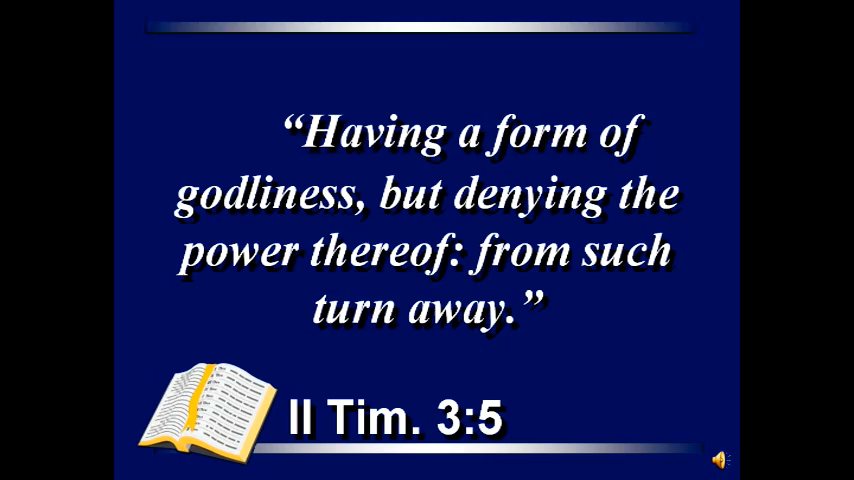 “Having a form of
godliness, but denying the
power thereof: from such
turn away.”
II Tim. 3:5